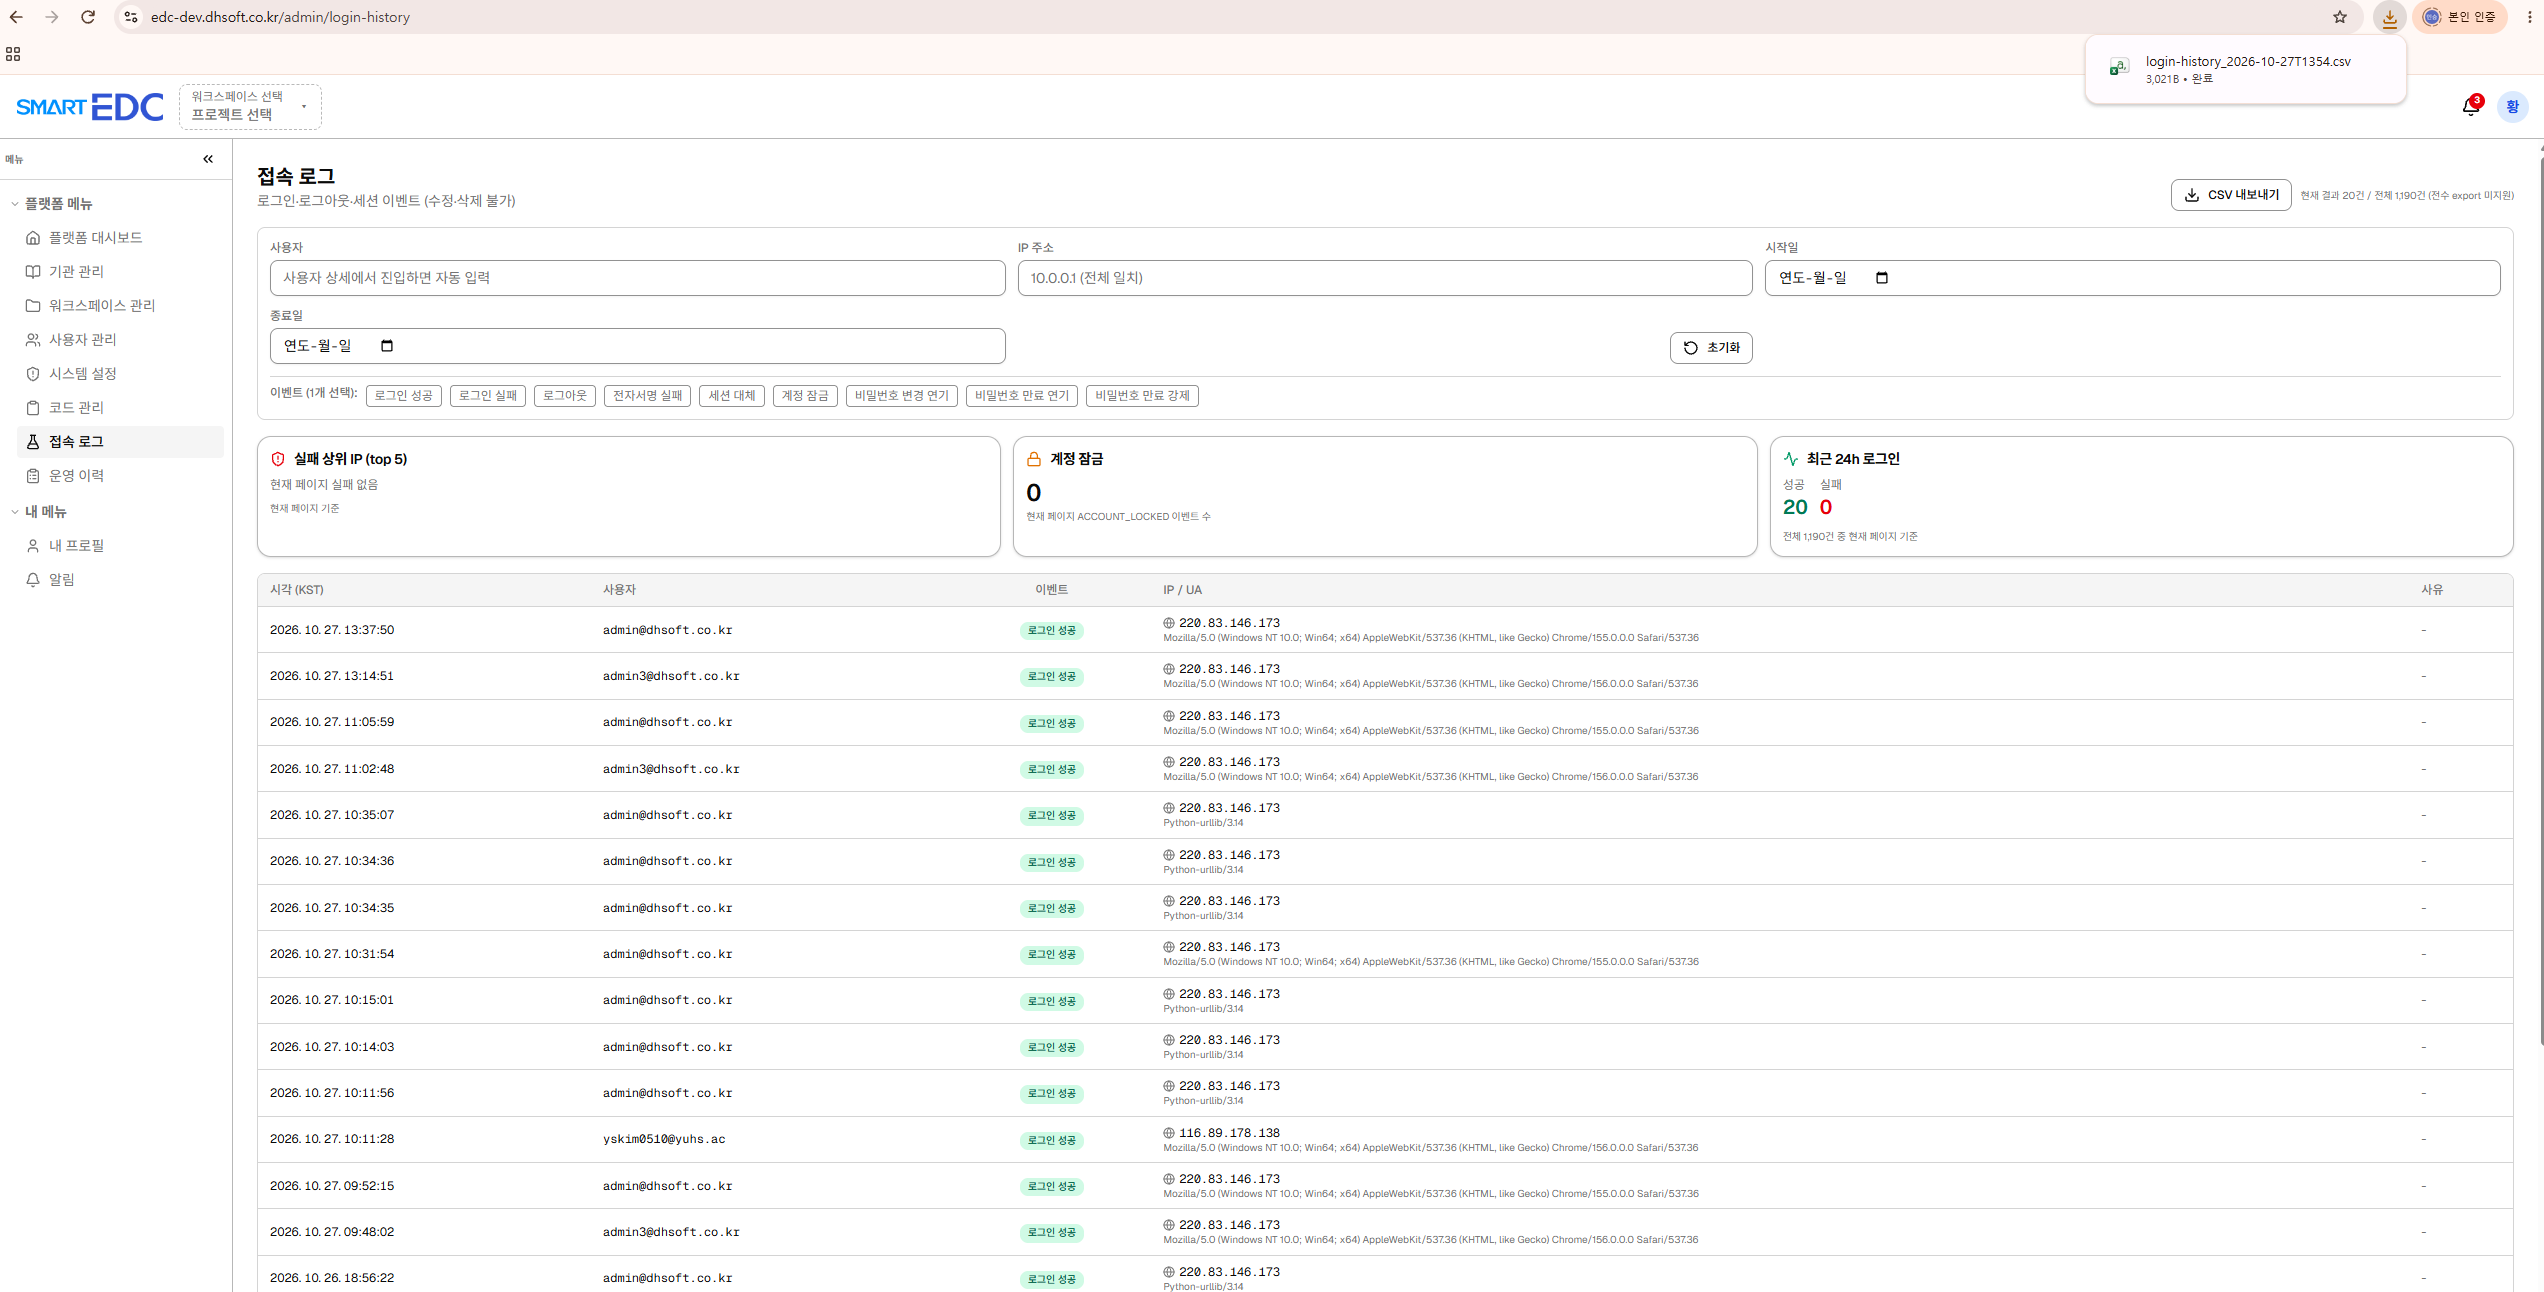 edc-dev.dhsoft.co.kr/admin/login-history
본인 인증
login-history_2026-10-27T1354.csv
3,021B • 완료
SMART EDC
워크스페이스 선택
프로젝트 선택
3
황
메뉴
플랫폼 메뉴
플랫폼 대시보드
기관 관리
워크스페이스 관리
사용자 관리
시스템 설정
코드 관리
접속 로그
운영 이력
내 메뉴
내 프로필
알림
접속 로그
로그인·로그아웃·세션 이벤트 (수정·삭제 불가)
CSV 내보내기
현재 결과 20건 / 전체 1,190건 (전수 export 미지원)
사용자
IP 주소
시작일
사용자 상세에서 진입하면 자동 입력
10.0.0.1 (전체 일치)
연도-월-일
종료일
연도-월-일
초기화
이벤트 (1개 선택): 로그인 성공 로그인 실패 로그아웃 전자서명 실패 세션 대체 계정 잠금 비밀번호 변경 연기 비밀번호 만료 연기 비밀번호 만료 강제
실패 상위 IP (top 5)
현재 페이지 실패 없음
현재 페이지 기준
계정 잠금
0
현재 페이지 ACCOUNT_LOCKED 이벤트 수
최근 24h 로그인
성공 실패
20 0
전체 1,190건 중 현재 페이지 기준
시각 (KST) 사용자 이벤트 IP / UA 사유
2026. 10. 27. 13:37:50 admin@dhsoft.co.kr 로그인 성공 220.83.146.173 -
Mozilla/5.0 (Windows NT 10.0; Win64; x64) AppleWebKit/537.36 (KHTML, like Gecko) Chrome/155.0.0.0 Safari/537.36
2026. 10. 27. 13:14:51 admin3@dhsoft.co.kr 로그인 성공 220.83.146.173 -
Mozilla/5.0 (Windows NT 10.0; Win64; x64) AppleWebKit/537.36 (KHTML, like Gecko) Chrome/156.0.0.0 Safari/537.36
2026. 10. 27. 11:05:59 admin@dhsoft.co.kr 로그인 성공 220.83.146.173 -
Mozilla/5.0 (Windows NT 10.0; Win64; x64) AppleWebKit/537.36 (KHTML, like Gecko) Chrome/155.0.0.0 Safari/537.36
2026. 10. 27. 11:02:48 admin3@dhsoft.co.kr 로그인 성공 220.83.146.173 -
Mozilla/5.0 (Windows NT 10.0; Win64; x64) AppleWebKit/537.36 (KHTML, like Gecko) Chrome/156.0.0.0 Safari/537.36
2026. 10. 27. 10:35:07 admin@dhsoft.co.kr 로그인 성공 220.83.146.173 -
Python-urllib/3.14
2026. 10. 27. 10:34:36 admin@dhsoft.co.kr 로그인 성공 220.83.146.173 -
Python-urllib/3.14
2026. 10. 27. 10:34:35 admin@dhsoft.co.kr 로그인 성공 220.83.146.173 -
Python-urllib/3.14
2026. 10. 27. 10:31:54 admin@dhsoft.co.kr 로그인 성공 220.83.146.173 -
Mozilla/5.0 (Windows NT 10.0; Win64; x64) AppleWebKit/537.36 (KHTML, like Gecko) Chrome/155.0.0.0 Safari/537.36
2026. 10. 27. 10:15:01 admin@dhsoft.co.kr 로그인 성공 220.83.146.173 -
Python-urllib/3.14
2026. 10. 27. 10:14:03 admin@dhsoft.co.kr 로그인 성공 220.83.146.173 -
Python-urllib/3.14
2026. 10. 27. 10:11:56 admin@dhsoft.co.kr 로그인 성공 220.83.146.173 -
Python-urllib/3.14
2026. 10. 27. 10:11:28 yskim0510@yuhs.ac 로그인 성공 116.89.178.138 -
Mozilla/5.0 (Windows NT 10.0; Win64; x64) AppleWebKit/537.36 (KHTML, like Gecko) Chrome/156.0.0.0 Safari/537.36
2026. 10. 27. 09:52:15 admin@dhsoft.co.kr 로그인 성공 220.83.146.173 -
Mozilla/5.0 (Windows NT 10.0; Win64; x64) AppleWebKit/537.36 (KHTML, like Gecko) Chrome/155.0.0.0 Safari/537.36
2026. 10. 27. 09:48:02 admin3@dhsoft.co.kr 로그인 성공 220.83.146.173 -
Mozilla/5.0 (Windows NT 10.0; Win64; x64) AppleWebKit/537.36 (KHTML, like Gecko) Chrome/156.0.0.0 Safari/537.36
2026. 10. 26. 18:56:22 admin@dhsoft.co.kr 로그인 성공 220.83.146.173 -
Python-urllib/3.14